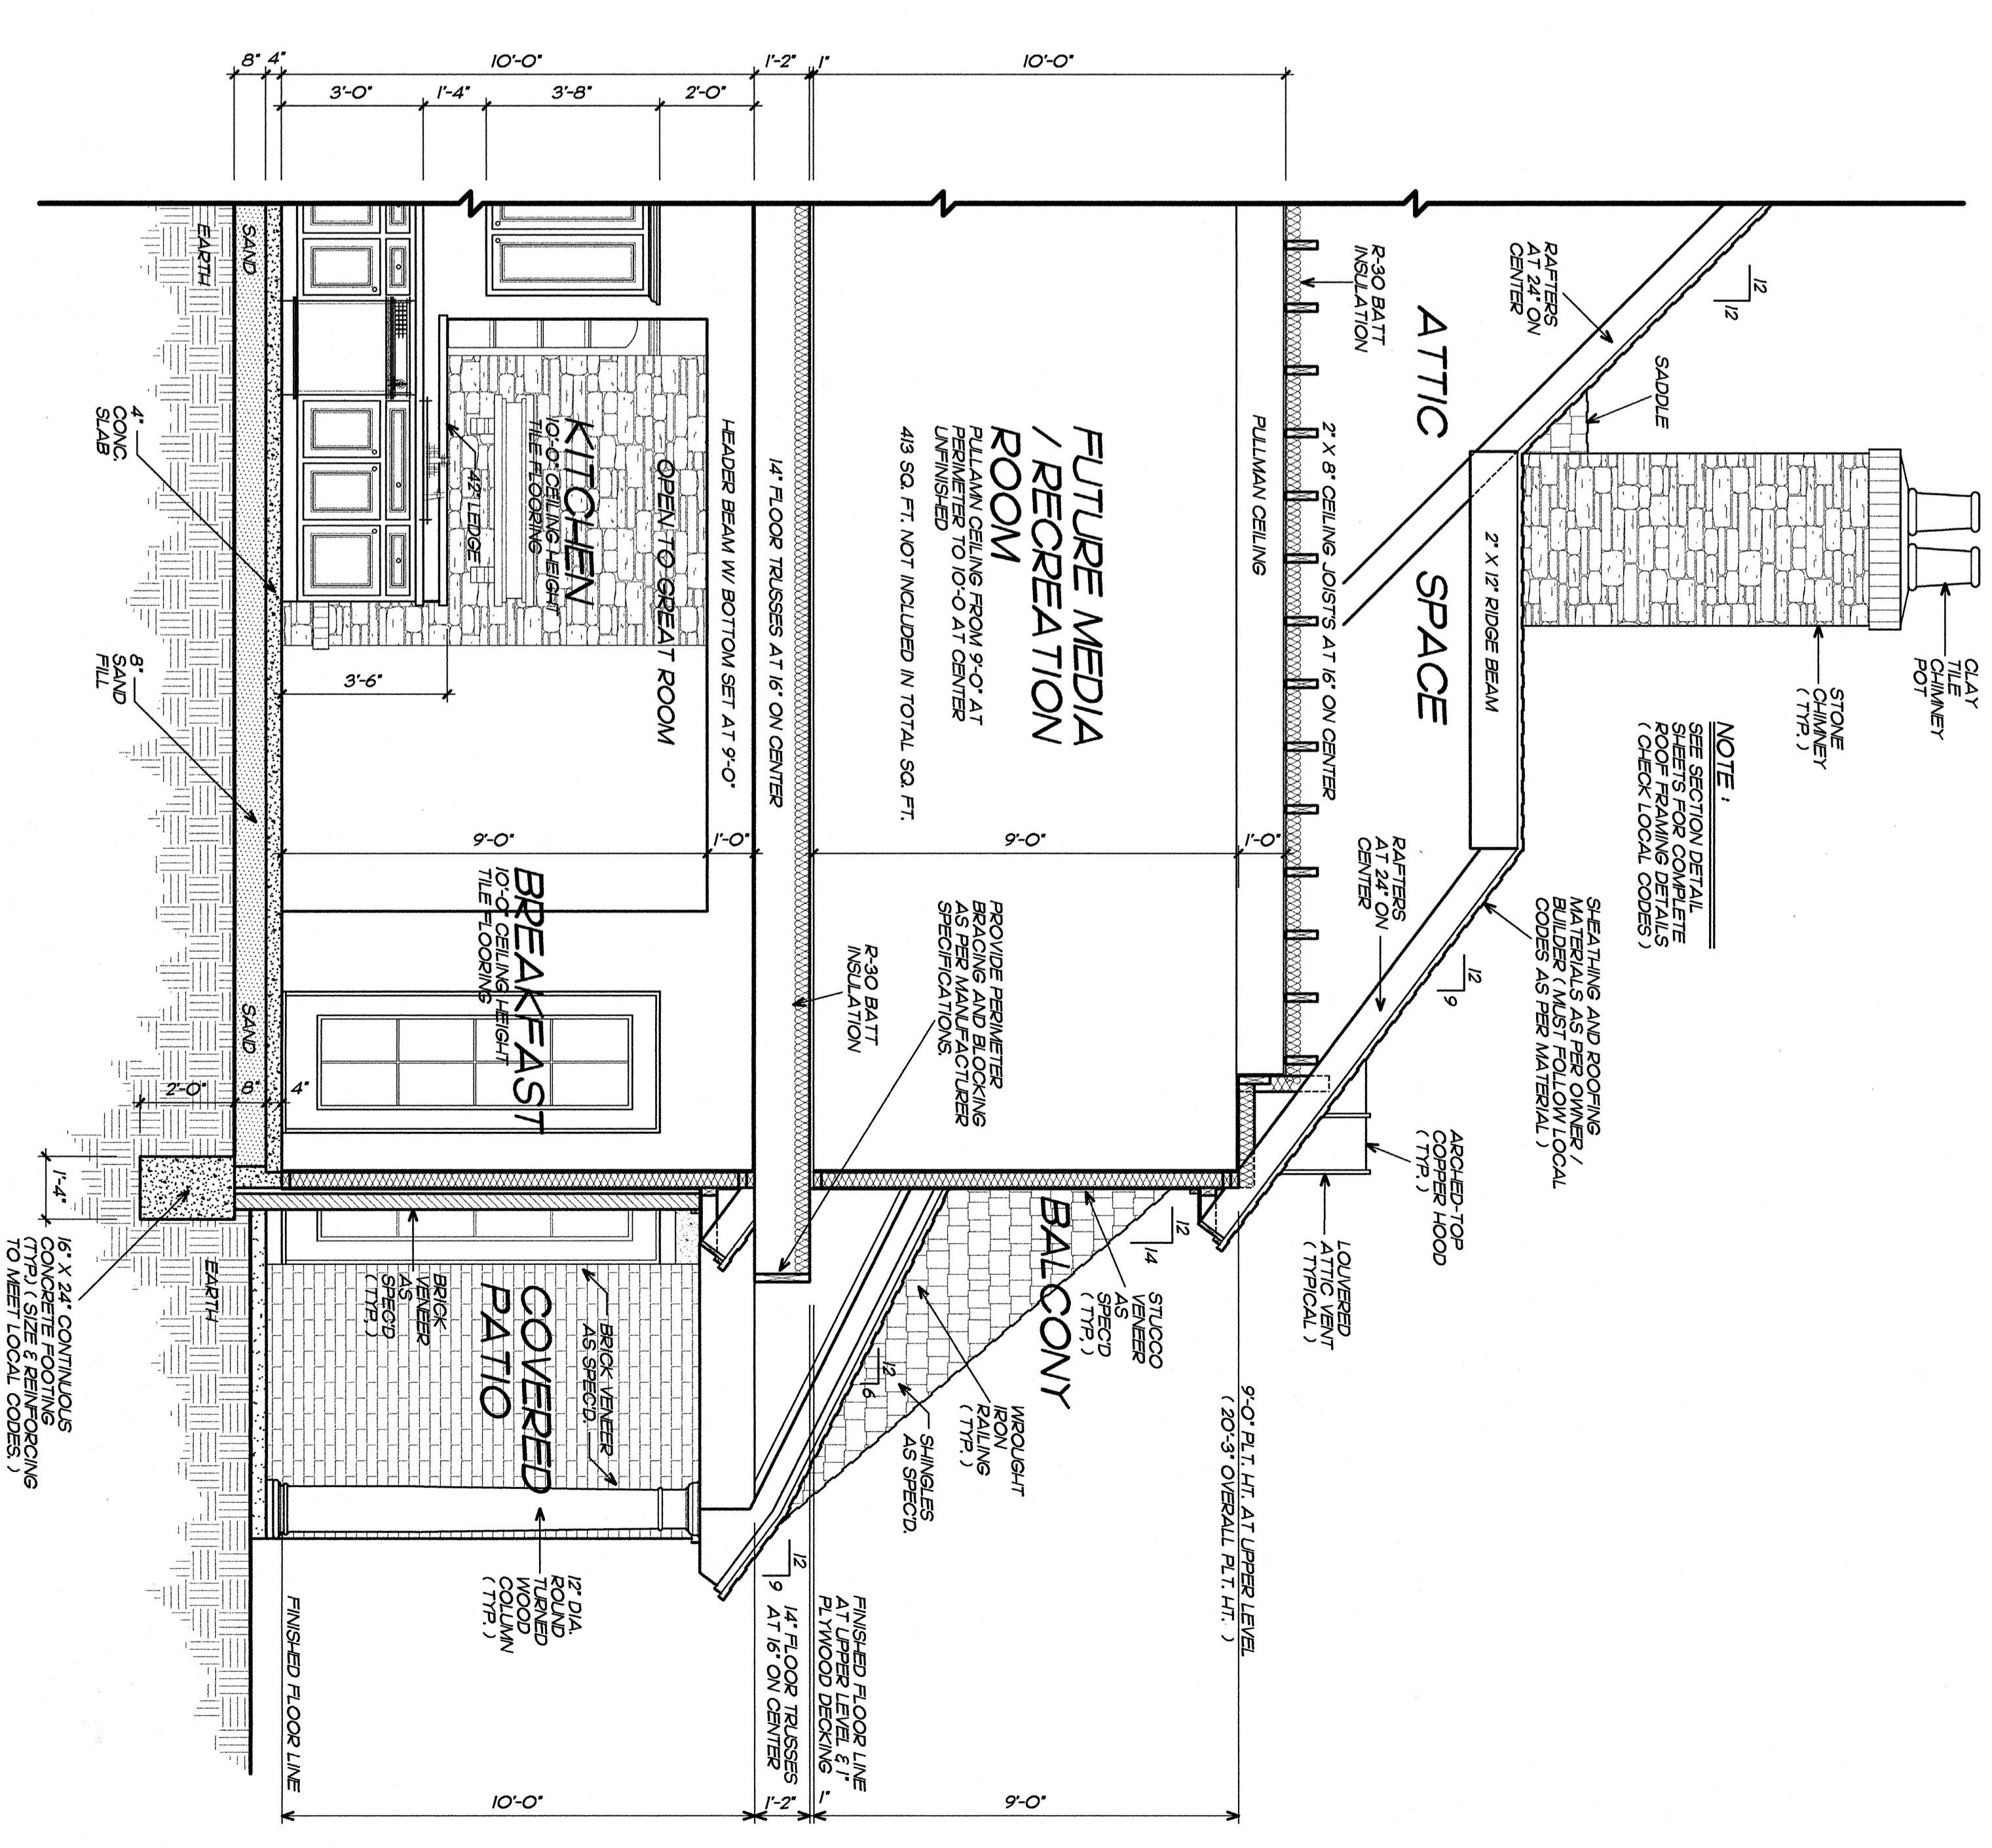 CLAY
TILE
CHIMNEY
POT
STONE
CHIMNEY
( TYP. )
NOTE :
SEE SECTION DETAIL
SHEETS FOR COMPLETE
ROOF FRAMING DETAILS
( CHECK LOCAL CODES )
12
12
SADDLE
RAFTERS
AT 24" ON
CENTER
2" X 12" RIDGE BEAM
SHEATHING AND ROOFING
MATERIALS AS PER OWNER /
BUILDER ( MUST FOLLOW LOCAL
CODES AS PER MATERIAL )
12
9
ATTIC SPACE
RAFTERS
AT 24" ON
CENTER
ARCHED-TOP
COPPER HOOD
( TYP. )
LOUVERED
ATTIC VENT
( TYPICAL )
R-30 BATT
INSULATION
2" X 8" CEILING JOISTS AT 16" ON CENTER
PULLMAN CEILING
1'-0"
9'-0" PLT. HT. AT UPPER LEVEL
( 20'-3" OVERALL PLT. HT. )
10'-0"
FUTURE MEDIA
/ RECREATION
ROOM
PULLAMN CEILING FROM 9'-0" AT
PERIMETER TO 10'-0 AT CENTER
UNFINISHED
413 SQ. FT. NOT INCLUDED IN TOTAL SQ. FT.
9'-0"
PROVIDE PERIMETER
BRACING AND BLOCKING
AS PER MANUFACTURER
SPECIFICATIONS.
R-30 BATT
INSULATION
12
14
STUCCO
VENEER
AS
SPEC'D
( TYP. )
BALCONY
WROUGHT
IRON
RAILING
( TYP. )
SHINGLES
AS SPEC'D.
12
6
9'-0"
FINISHED FLOOR LINE
AT UPPER LEVEL & 1"
PLYWOOD DECKING
1"
1"
1'-2"
14" FLOOR TRUSSES AT 16" ON CENTER
12
9
14" FLOOR TRUSSES
AT 16" ON CENTER
1'-2"
HEADER BEAM W/ BOTTOM SET AT 9'-0"
1'-0"
10'-0"
2'-0"
3'-8"
1'-4"
3'-0"
OPEN TO GREAT ROOM
KITCHEN
10'-0" CEILING HEIGHT
TILE FLOORING
42" LEDGE
3'-6"
9'-0"
BREAKFAST
10'-0" CEILING HEIGHT
TILE FLOORING
BRICK VENEER
AS SPEC'D.
COVERED
PATIO
BRICK
VENEER
AS
SPEC'D
( TYP. )
12" DIA.
ROUND
TURNED
WOOD
COLUMN
( TYP. )
10'-0"
FINISHED FLOOR LINE
4"
8"
SAND
SAND
4"
8"
2'-0"
EARTH
EARTH
4"
CONC.
SLAB
8"
SAND
FILL
1'-4"
16" X 24" CONTINUOUS
CONCRETE FOOTING
(TYP.) ( SIZE & REINFORCING
TO MEET LOCAL CODES. )